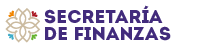 SECRETARÍA
DE FINANZAS